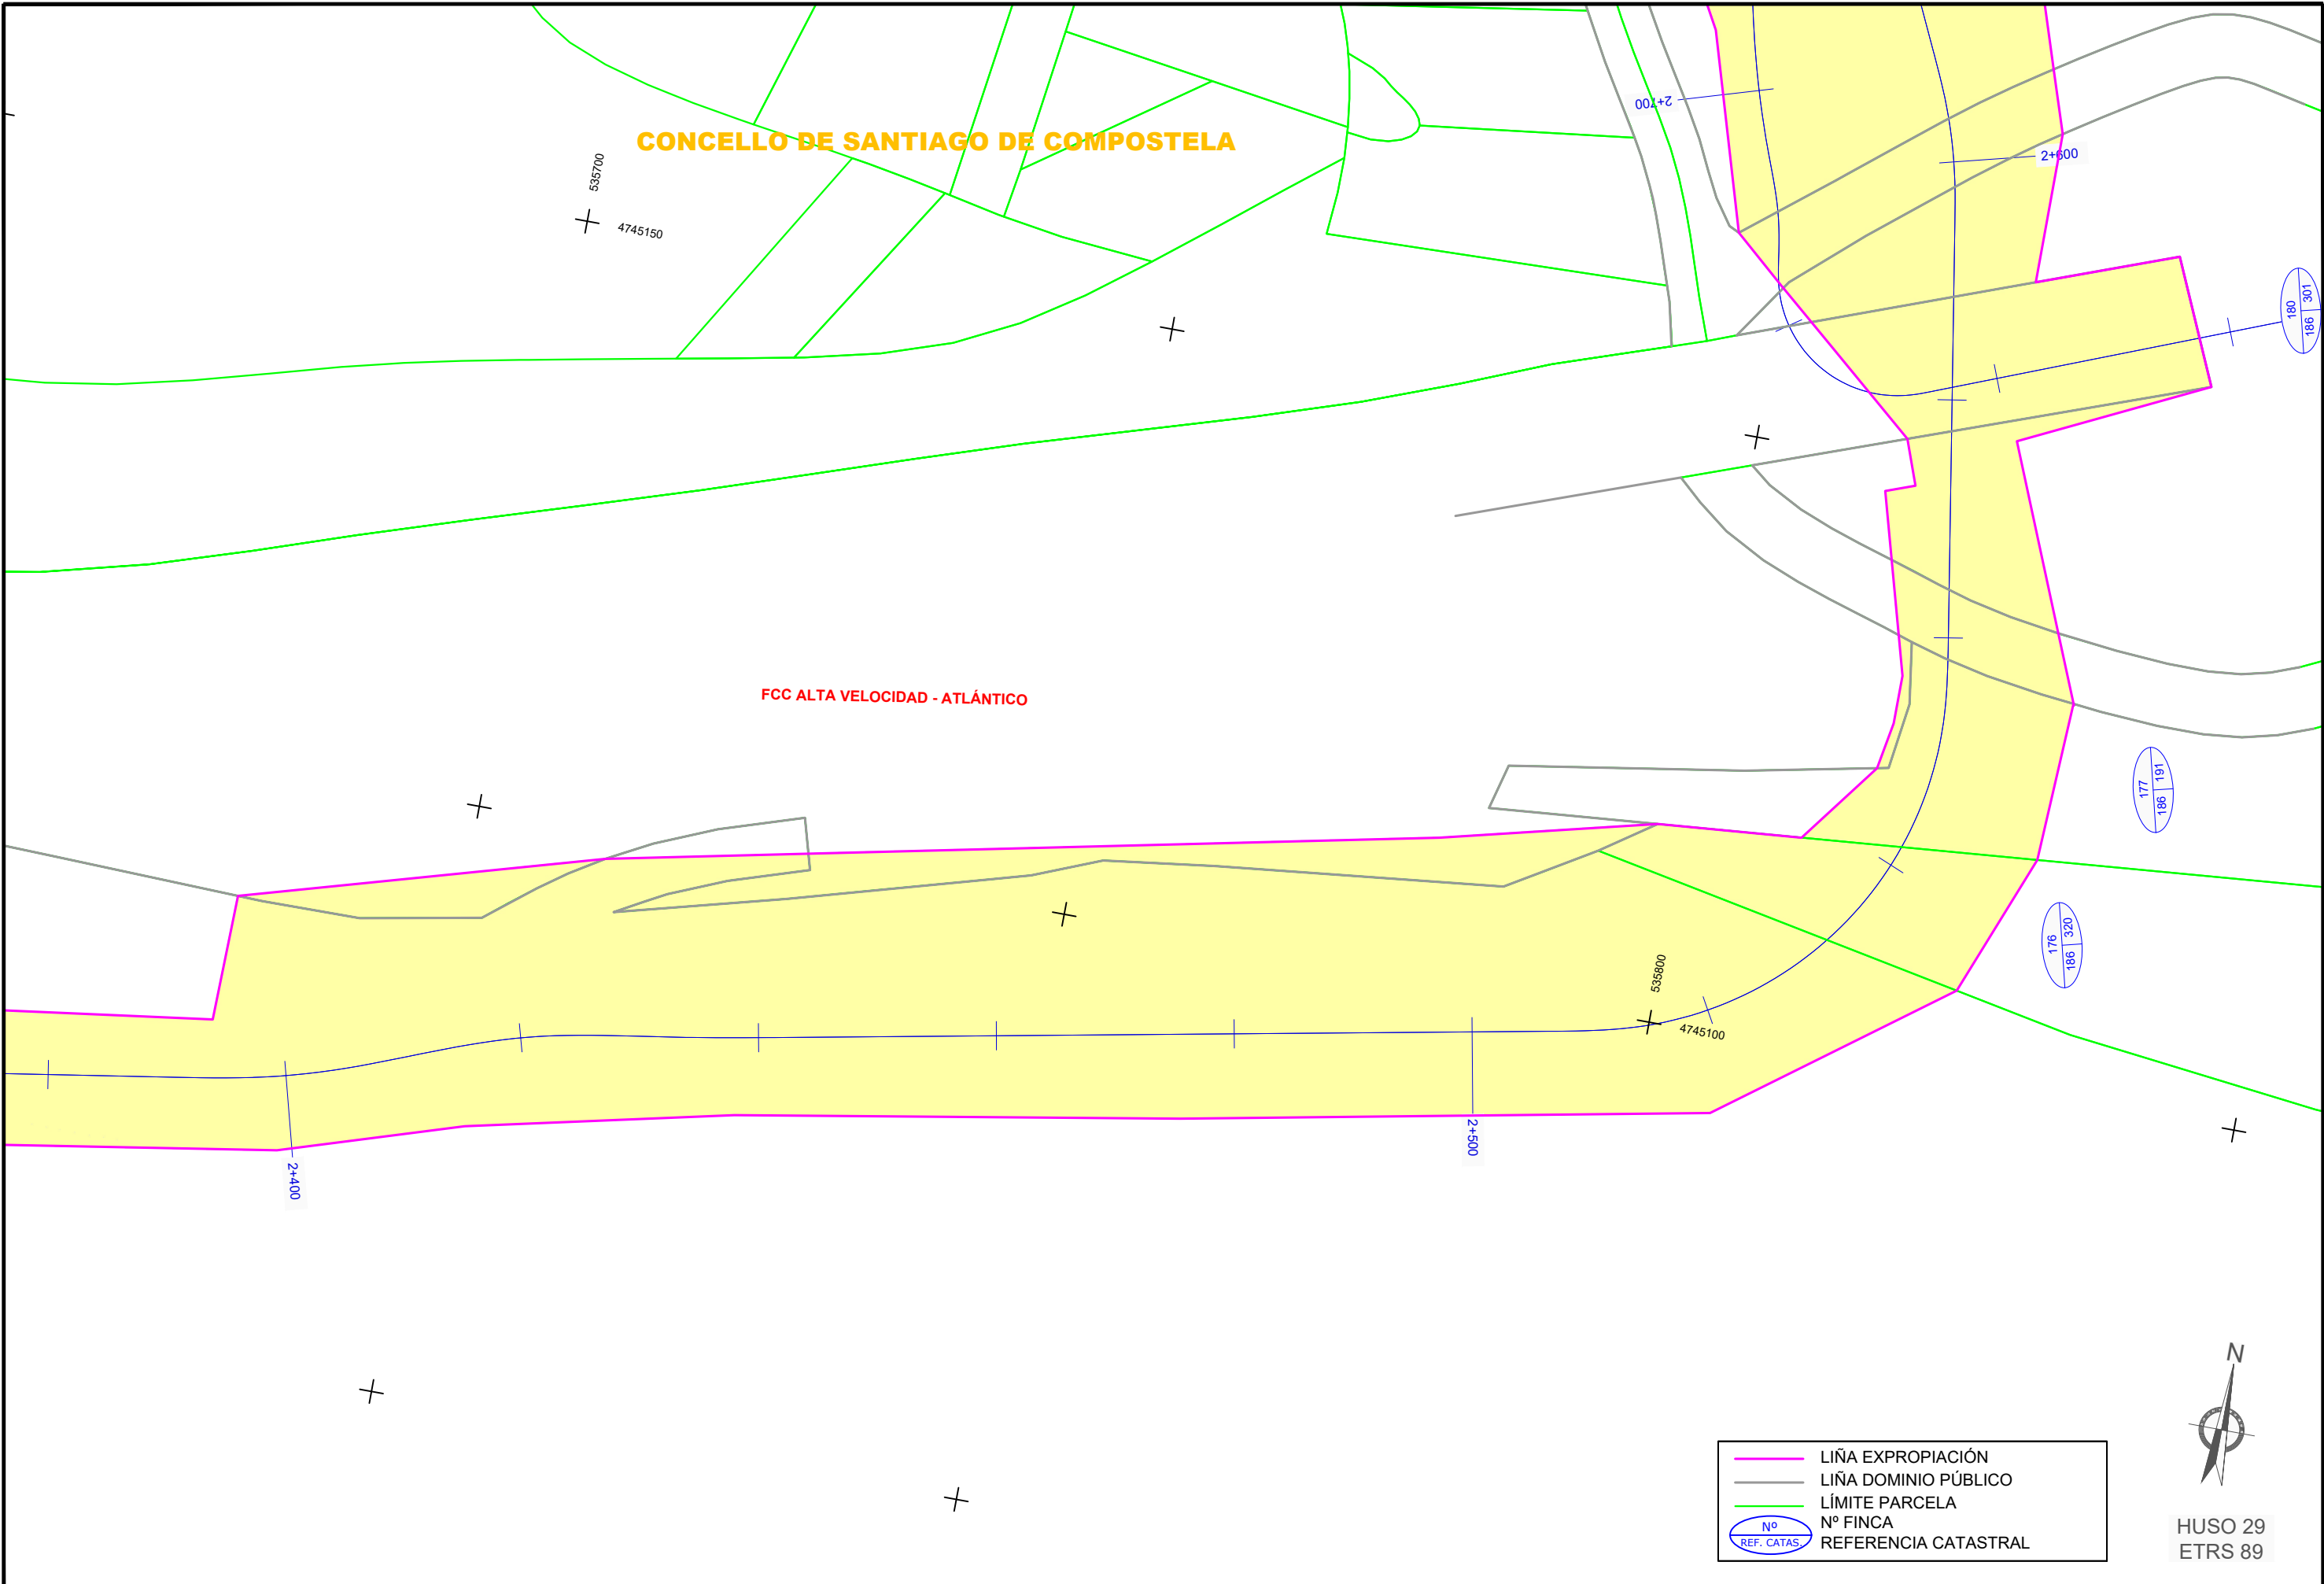 2+700
CONCELLO DE SANTIAGO DE COMPOSTELA
2+600
535700
4745150
180
186 301
FCC ALTA VELOCIDAD - ATLÁNTICO
177
186 191
176
186 320
535800
4745100
2+500
2+400
N
LIÑA EXPROPIACIÓN
LIÑA DOMINIO PÚBLICO
LÍMITE PARCELA
Nº
REF. CATAS.
Nº FINCA
REFERENCIA CATASTRAL
HUSO 29
ETRS 89